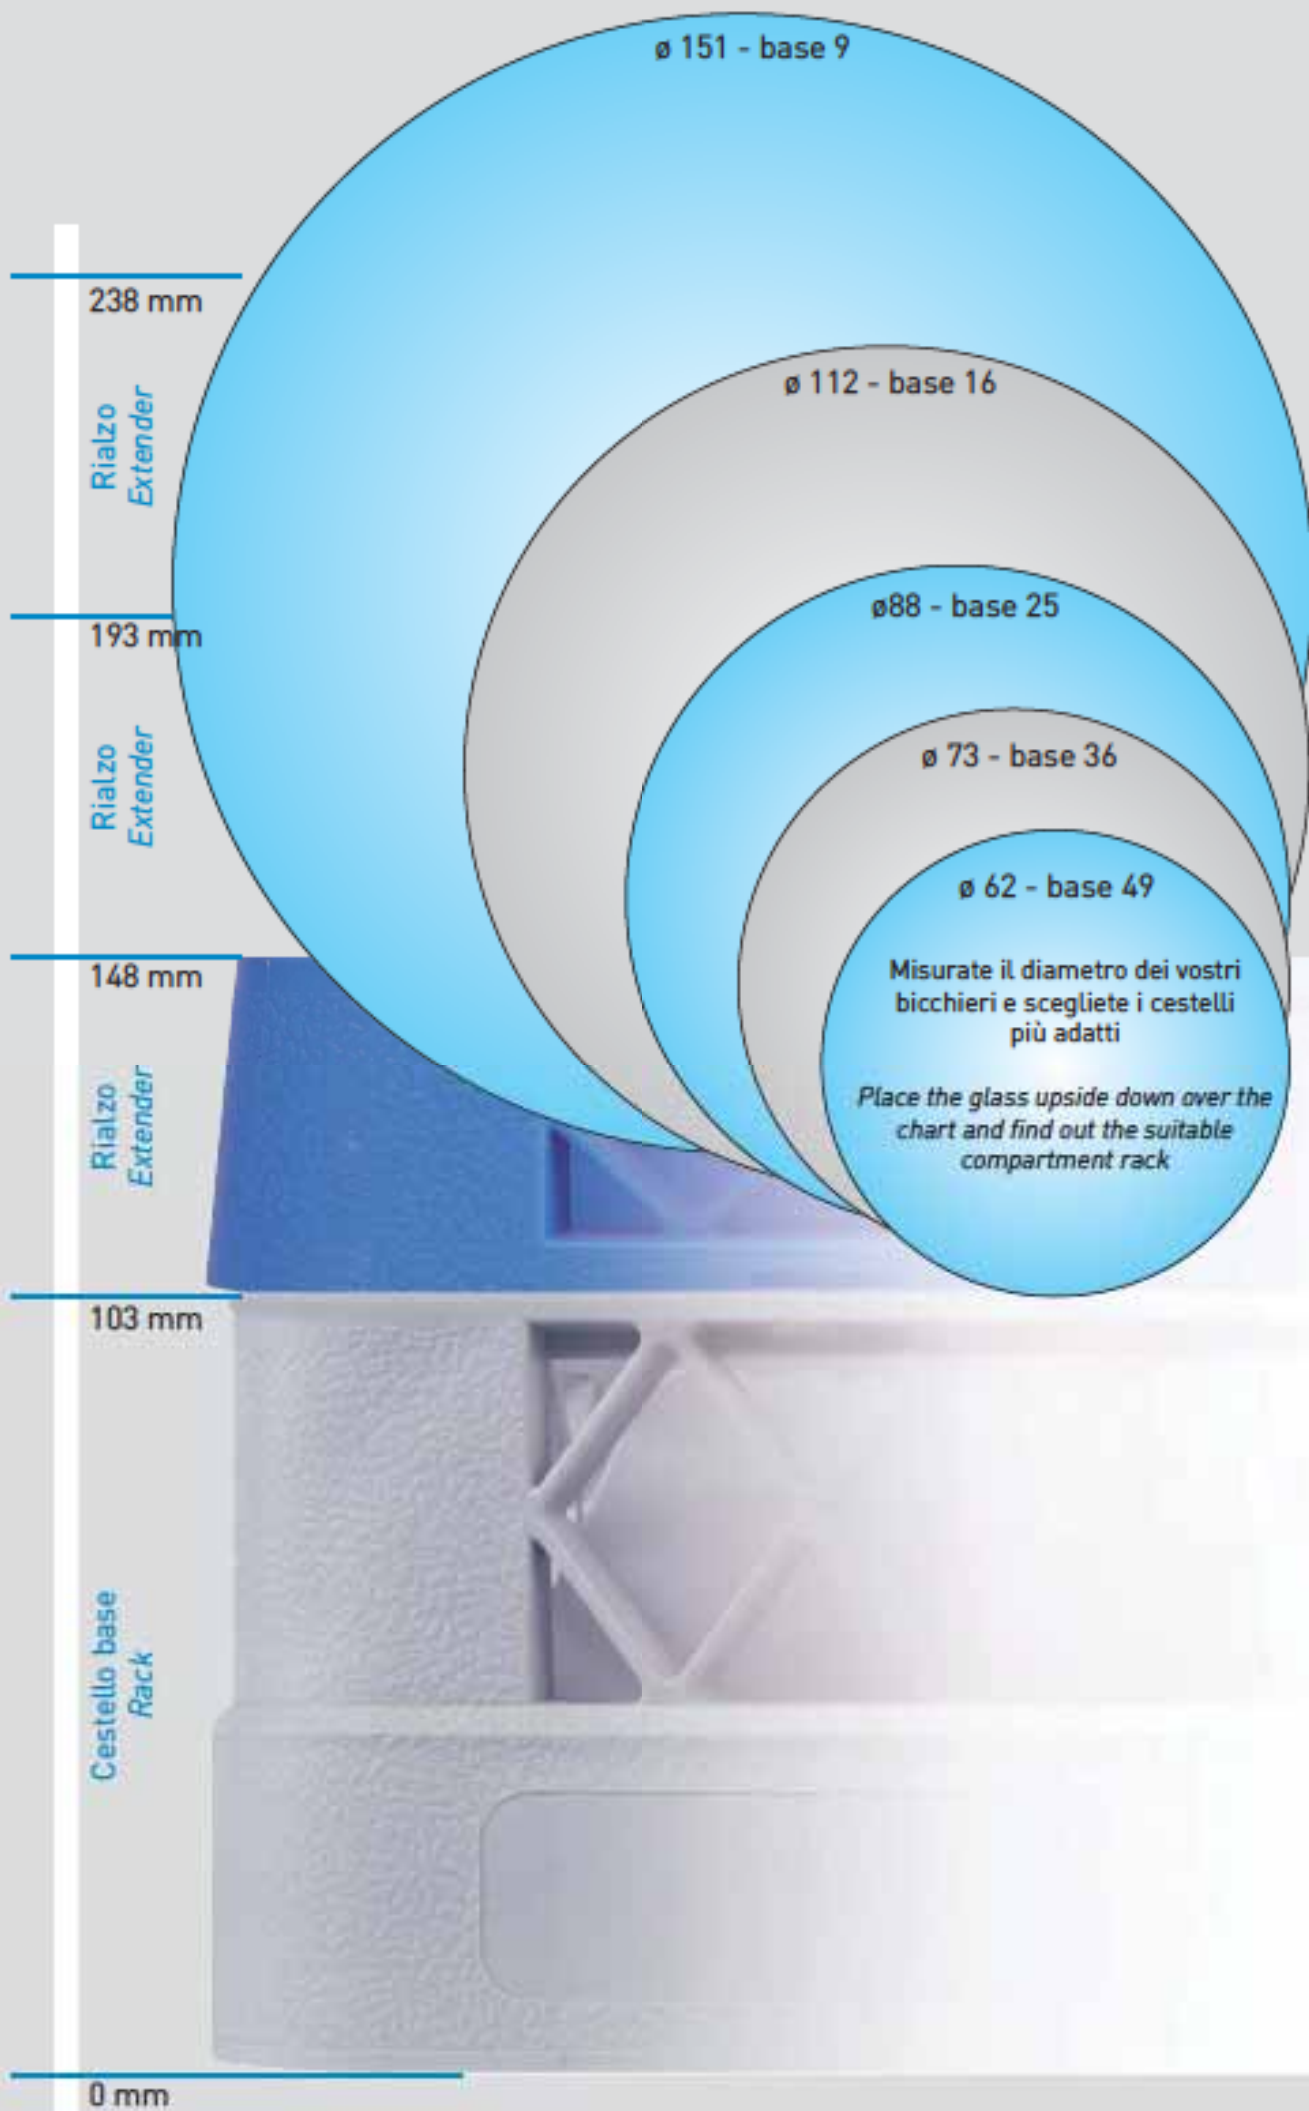 ø 151 - base 9
238 mm
Rialzo
Extender
ø 112 - base 16
193 mm
ø88 - base 25
Rialzo
Extender
ø 73 - base 36
ø 62 - base 49
Misurate il diametro dei vostri
bicchieri e scegliete i cestelli
più adatti
Place the glass upside down over the
chart and find out the suitable
compartment rack
148 mm
Rialzo
Extender
103 mm
Cestello base
Rack
0 mm